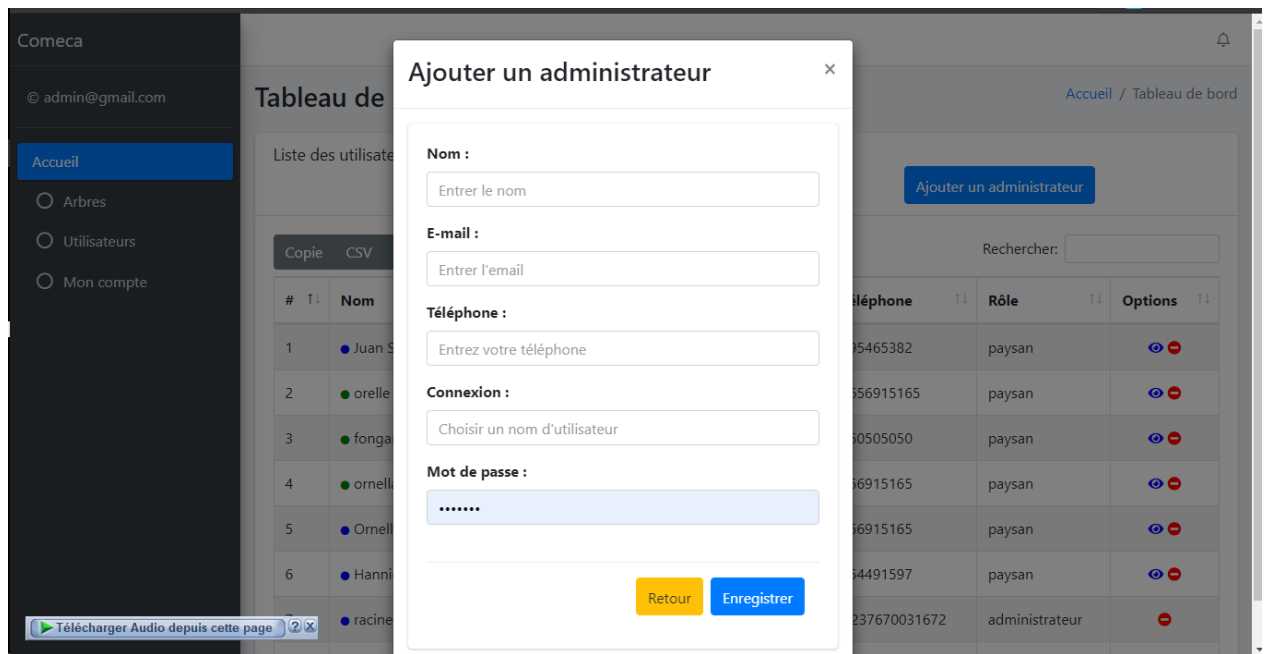 Comeca
© admin@gmail.com
Accueil
Arbres
Utilisateurs
Mon compte
Tableau de
Accueil / Tableau de bord
Liste des utilisate
Ajouter un administrateur
Copie CSV
Rechercher:
# Nom éléphone Rôle Options
1 Juan S 95465382 paysan
2 orelle 656915165 paysan
3 fonga 50505050 paysan
4 ornell 56915165 paysan
5 Ornell 56915165 paysan
6 Hanni 54491597 paysan
racine 237670031672 administrateur
Ajouter un administrateur ×
Nom :
Entrer le nom
E-mail :
Entrer l'email
Téléphone :
Entrez votre téléphone
Connexion :
Choisir un nom d'utilisateur
Mot de passe :
•••••••
Retour Enregistrer
Télécharger Audio depuis cette page ? X